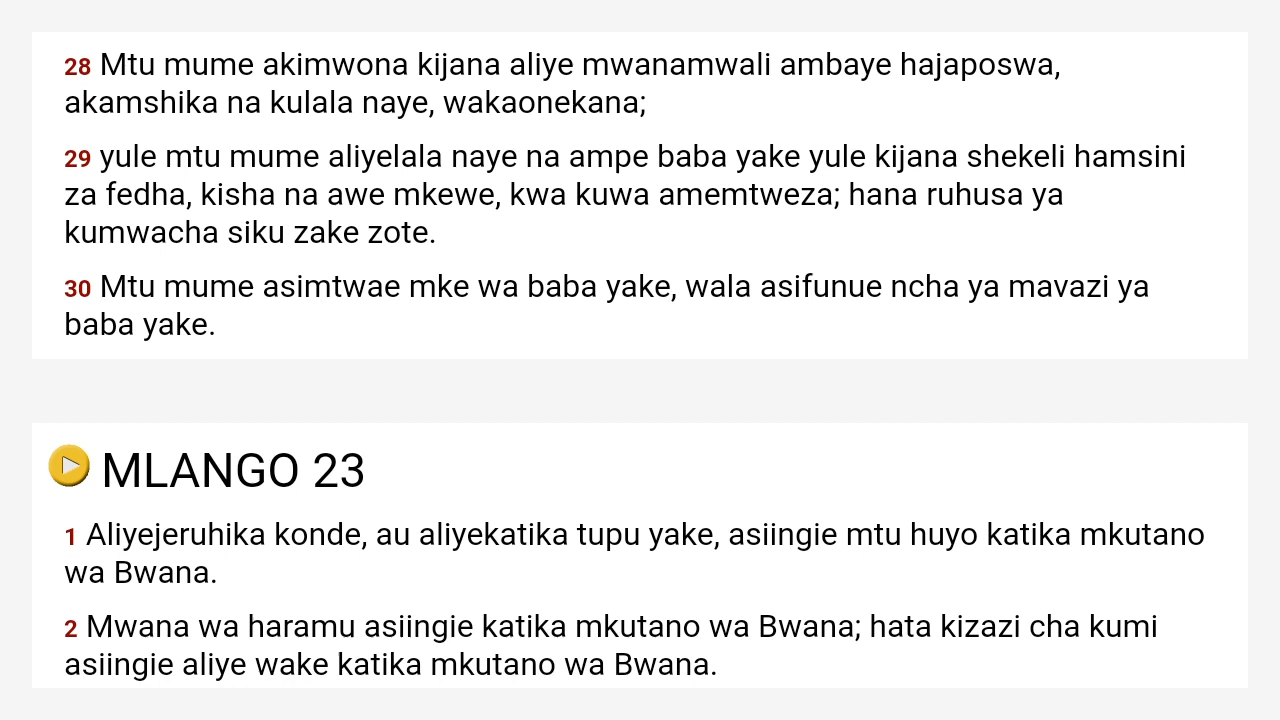 28 Mtu mume akimwona kijana aliye mwanamwali ambaye hajaposwa,
akamshika na kulala naye, wakaonekana;
29 yule mtu mume aliyelala naye na ampe baba yake yule kijana shekeli hamsini
za fedha, kisha na awe mkewe, kwa kuwa amemtweza; hana ruhusa ya
kumwacha siku zake zote.
30 Mtu mume asimtwae mke wa baba yake, wala asifunue ncha ya mavazi ya
baba yake.
MLANGO 23
1 Aliyejeruhika konde, au aliyekatika tupu yake, asiingie mtu huyo katika mkutano
wa Bwana.
2 Mwana wa haramu asiingie katika mkutano wa Bwana; hata kizazi cha kumi
asiingie aliye wake katika mkutano wa Bwana.